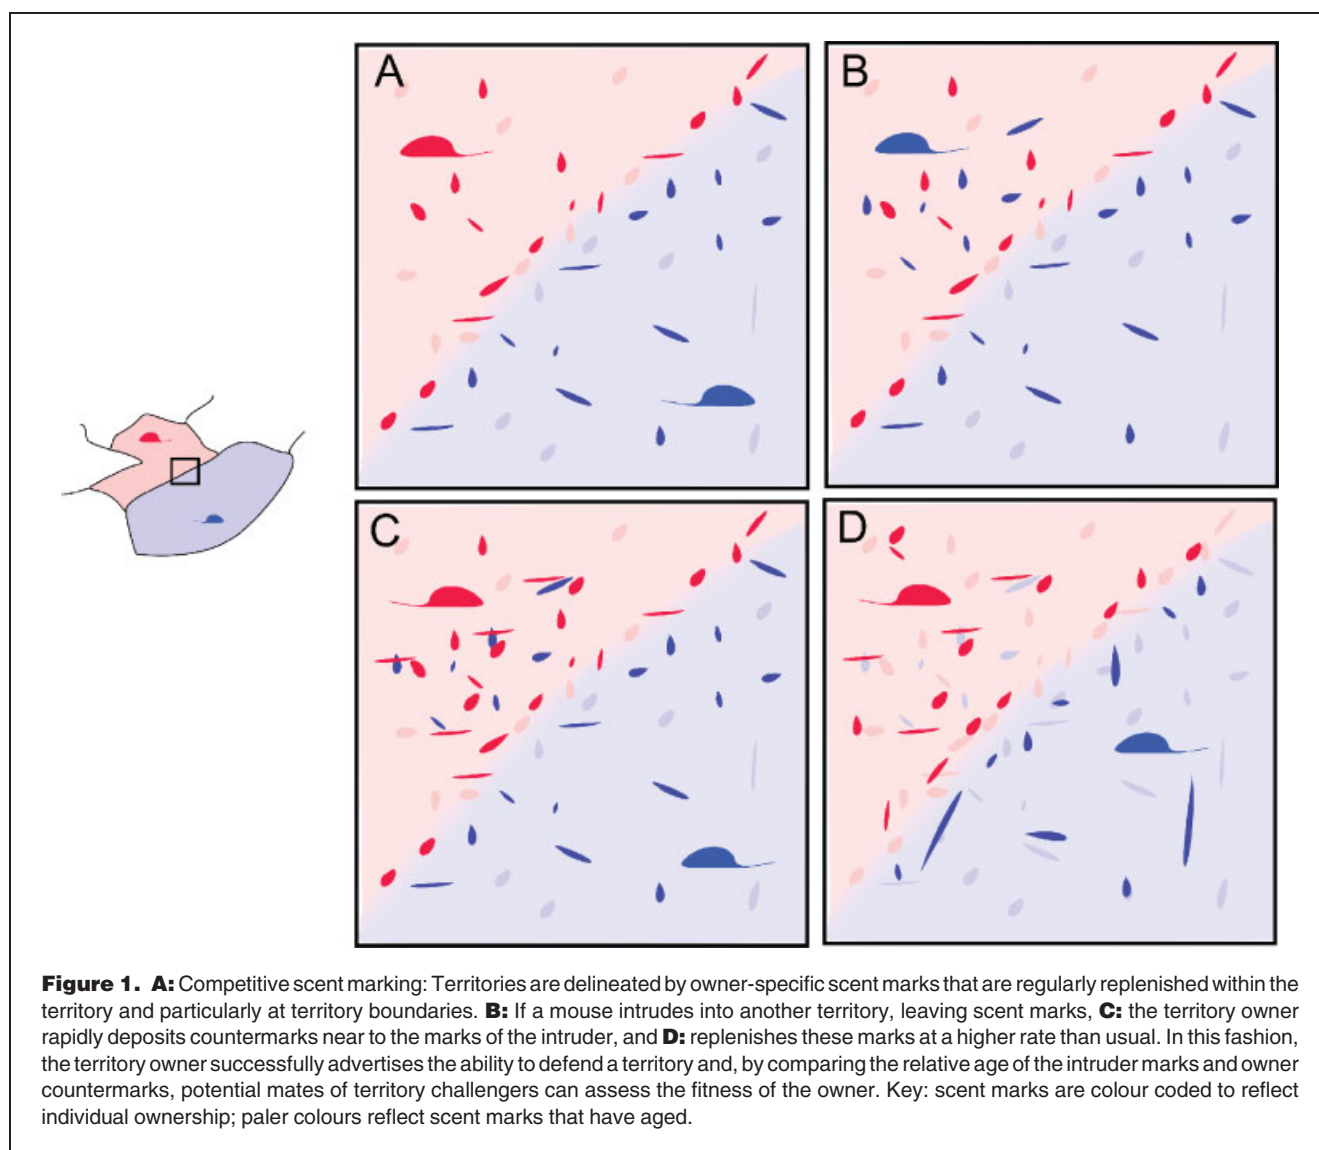 A
B
C
D
Figure 1. A: Competitive scent marking: Territories are delineated by owner-specific scent marks that are regularly replenished within the
territory and particularly at territory boundaries. B: If a mouse intrudes into another territory, leaving scent marks, C: the territory owner
rapidly deposits countermarks near to the marks of the intruder, and D: replenishes these marks at a higher rate than usual. In this fashion,
the territory owner successfully advertises the ability to defend a territory and, by comparing the relative age of the intruder marks and owner
countermarks, potential mates of territory challengers can assess the fitness of the owner. Key: scent marks are colour coded to reflect
individual ownership; paler colours reflect scent marks that have aged.